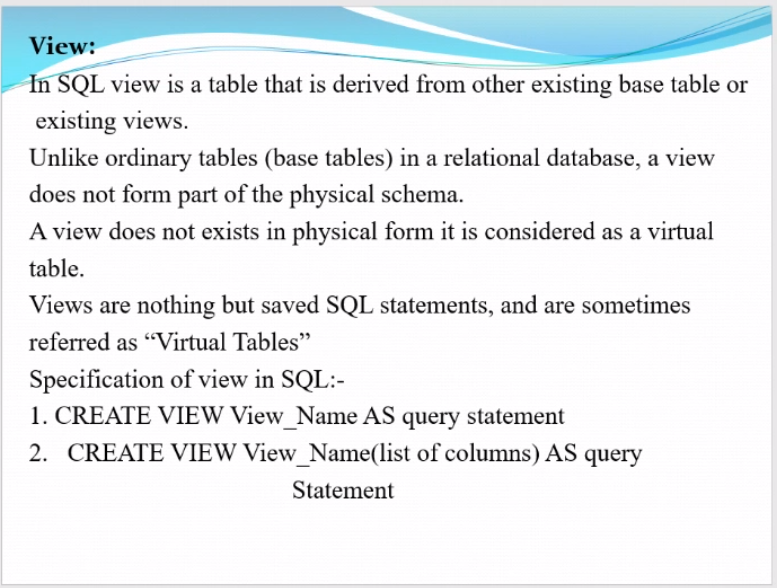 View:
In SQL view is a table that is derived from other existing base table or
existing views.
Unlike ordinary tables (base tables) in a relational database, a view
does not form part of the physical schema.
A view does not exists in physical form it is considered as a virtual
table.
Views are nothing but saved SQL statements, and are sometimes
referred as “Virtual Tables”
Specification of view in SQL:-
1. CREATE VIEW View_Name AS query statement
2. CREATE VIEW View_Name(list of columns) AS query
Statement